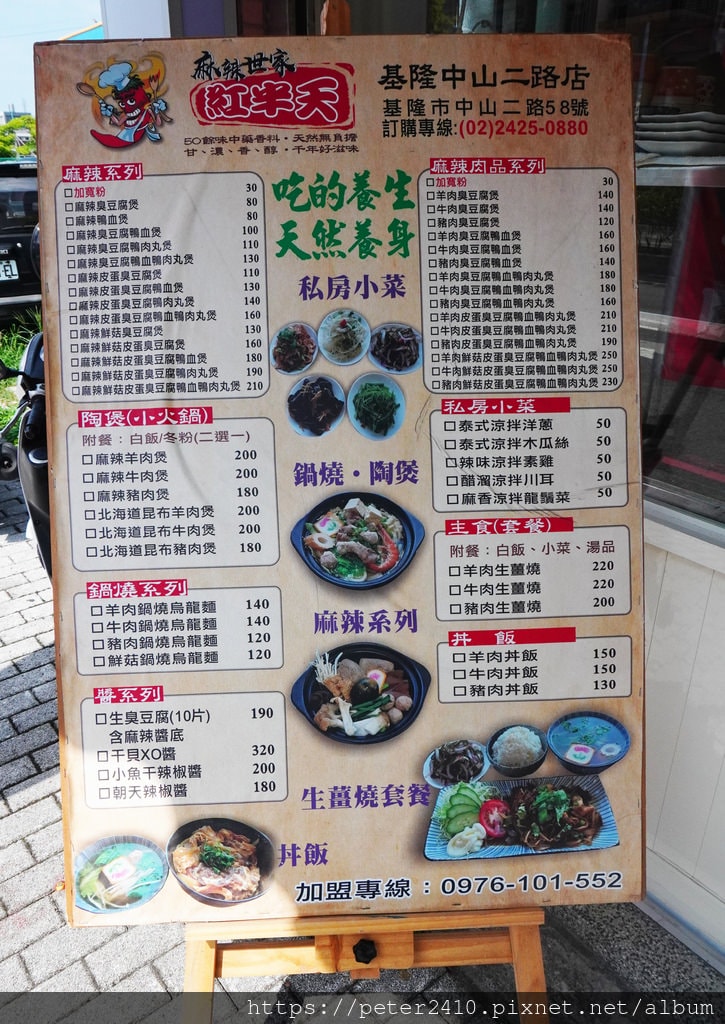 麻辣世家
紅半天
50餘味中藥香料‧天然無負擔
甘、濃、香、醇‧千年好滋味
基隆中山二路店
基隆市中山二路58號
訂購專線:(02)2425-0880
麻辣系列
□加寬粉 30
□麻辣臭豆腐煲 80
□麻辣鴨血煲 80
□麻辣臭豆腐鴨血煲 100
□麻辣臭豆腐鴨肉丸煲 110
□麻辣臭豆腐鴨血鴨肉丸煲 130
□麻辣皮蛋臭豆腐煲 110
□麻辣皮蛋臭豆腐鴨血煲 130
□麻辣皮蛋臭豆腐鴨肉丸煲 140
□麻辣皮蛋臭豆腐鴨血鴨肉丸煲 160
□麻辣鮮菇臭豆腐煲 130
□麻辣鮮菇皮蛋臭豆腐煲 160
□麻辣鮮菇皮蛋臭豆腐鴨血煲 180
□麻辣鮮菇皮蛋臭豆腐鴨肉丸煲 190
□麻辣鮮菇皮蛋臭豆腐鴨血鴨肉丸煲 210
吃的養生
天然養身
私房小菜
麻辣肉品系列
□加寬粉 30
□羊肉臭豆腐煲 140
□牛肉臭豆腐煲 140
□豬肉臭豆腐煲 120
□羊肉臭豆腐鴨血煲 160
□牛肉臭豆腐鴨血煲 160
□豬肉臭豆腐鴨血煲 140
□羊肉臭豆腐鴨血鴨肉丸煲 180
□牛肉臭豆腐鴨血鴨肉丸煲 180
□豬肉臭豆腐鴨血鴨肉丸煲 160
□羊肉皮蛋臭豆腐鴨血鴨肉丸煲 210
□牛肉皮蛋臭豆腐鴨血鴨肉丸煲 210
□豬肉皮蛋臭豆腐鴨血鴨肉丸煲 190
□羊肉鮮菇皮蛋臭豆腐鴨血鴨肉丸煲 250
□牛肉鮮菇皮蛋臭豆腐鴨血鴨肉丸煲 250
□豬肉鮮菇皮蛋臭豆腐鴨血鴨肉丸煲 230
陶煲(小火鍋)
附餐：白飯/冬粉(二選一)
□麻辣羊肉煲 200
□麻辣牛肉煲 200
□麻辣豬肉煲 180
□北海道昆布羊肉煲 200
□北海道昆布牛肉煲 200
□北海道昆布豬肉煲 180
鍋燒‧陶煲
私房小菜
□泰式涼拌洋蔥 50
□泰式涼拌木瓜絲 50
□辣味涼拌素雞 50
□醋溜涼拌川耳 50
□麻香涼拌龍鬚菜 50
主食(套餐)
附餐：白飯、小菜、湯品
□羊肉生薑燒 220
□牛肉生薑燒 220
□豬肉生薑燒 200
鍋燒系列
□羊肉鍋燒烏龍麵 140
□牛肉鍋燒烏龍麵 140
□豬肉鍋燒烏龍麵 120
□鮮菇鍋燒烏龍麵 120
麻辣系列
丼 飯
□羊肉丼飯 150
□牛肉丼飯 150
□豬肉丼飯 130
醬系列
□生臭豆腐(10片) 190
含麻辣醬底
□干貝XO醬 320
□小魚干辣椒醬 200
□朝天辣椒醬 180
生薑燒套餐
丼飯
加盟專線：0976-101-552
https://peter2410.pixnet.net/album